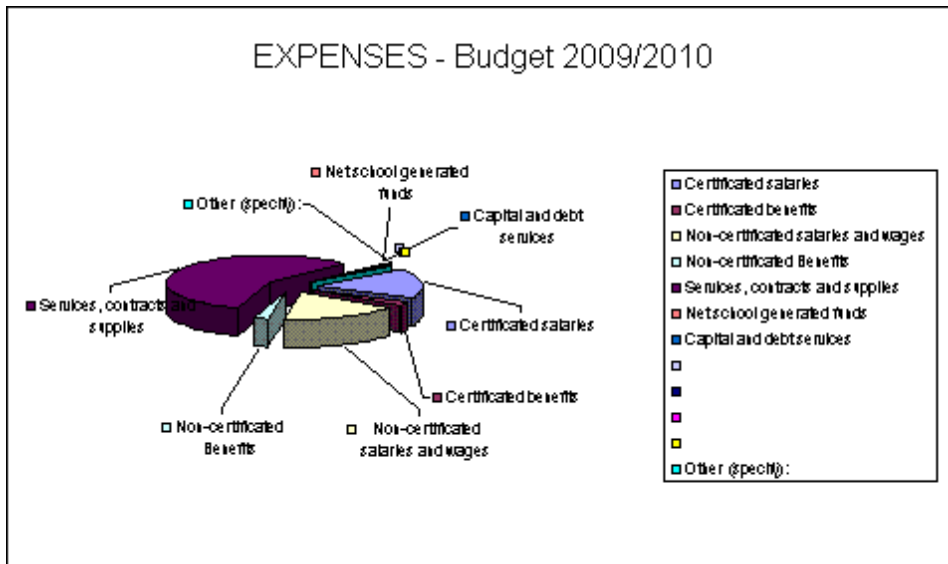 EXPENSES - Budget 2009/2010
Net school generated
funds
Other (specify):
Capital and debt
services
Services, contracts and
supplies
Certificated salaries
Certificated benefits
Non-certificated
Benefits
Non-certificated
salaries and wages
Certificated salaries
Certificated benefits
Non-certificated salaries and wages
Non-certificated Benefits
Services, contracts and supplies
Net school generated funds
Capital and debt services
Other (specify):